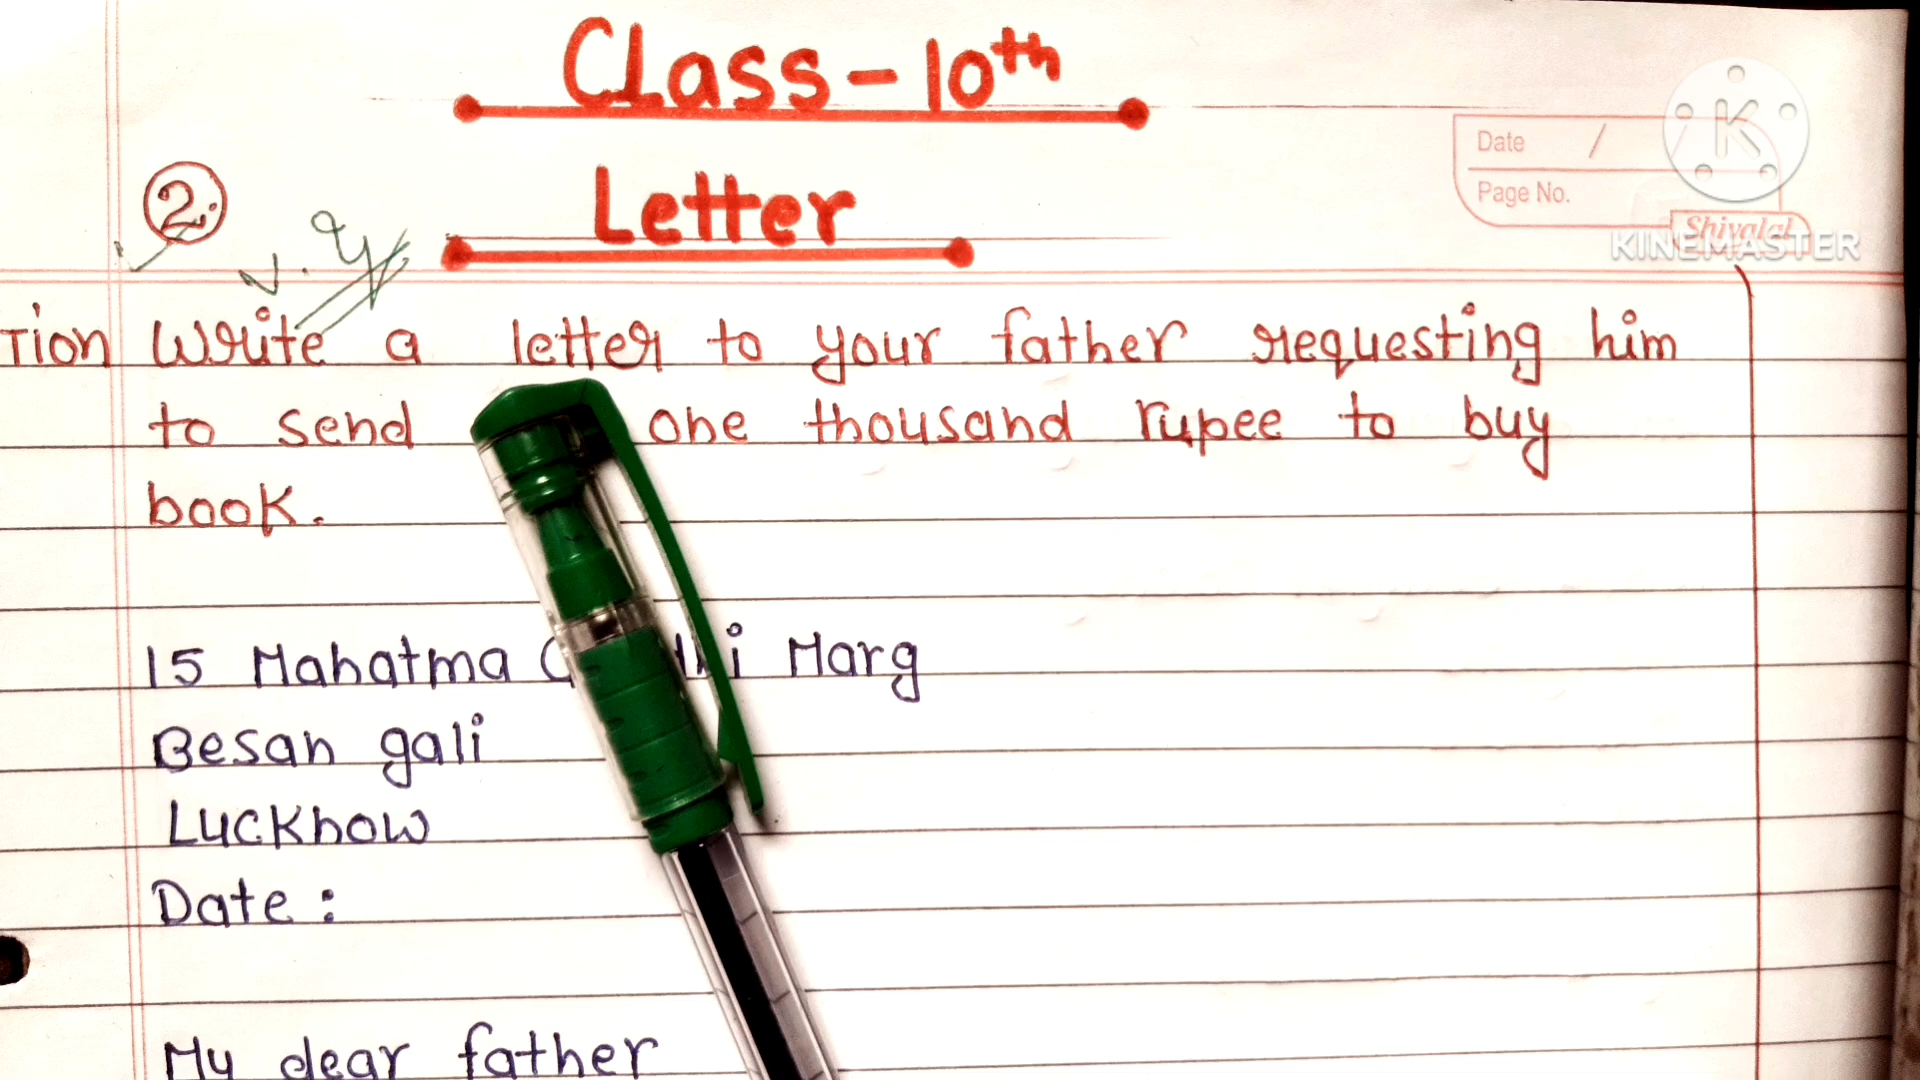 Class-10th
Date /
Page No.
Shivalal
KINEMASTER
2.
Letter
v.
tion Write a letter to your father requesting him
to send one thousand rupee to buy
book.
15 Mahatma Marg
Besan gali
Lucknow
Date :
My dear father